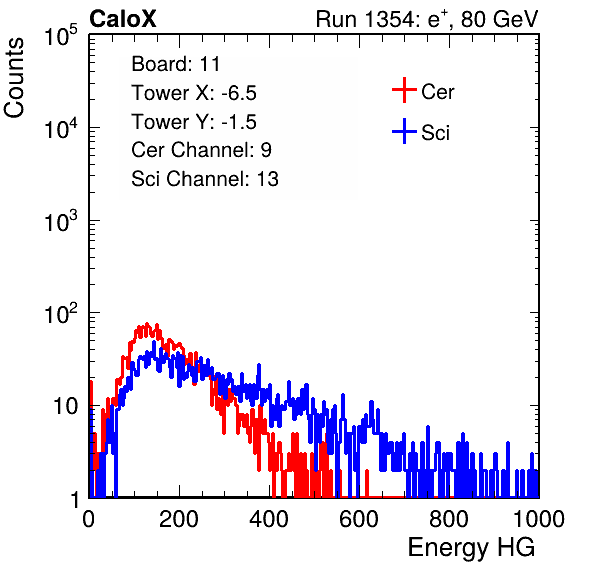 CaloX Run 1354: e⁺, 80 GeV
Counts
10⁵
10⁴
10³
10²
10
1
Board: 11
Tower X: -6.5
Tower Y: -1.5
Cer Channel: 9
Sci Channel: 13
Cer
Sci
0 200 400 600 800 1000
Energy HG